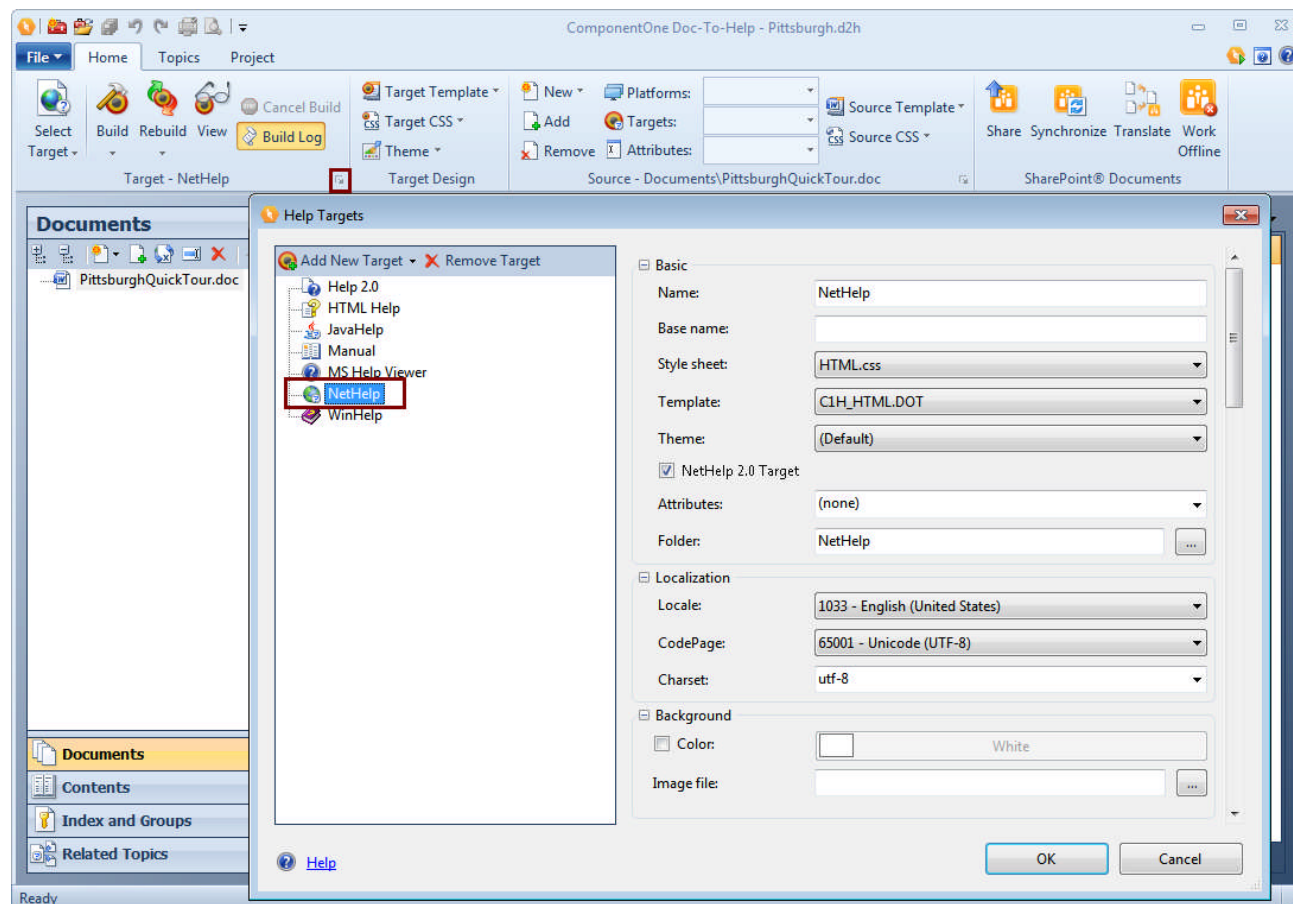 ComponentOne Doc-To-Help - Pittsburgh.d2h
File Home Topics Project
Select Target
Build Rebuild View
Cancel Build
Build Log
Target - NetHelp
Target Template
Target CSS
Theme
Target Design
New
Add
Remove
Platforms:
Targets:
Attributes:
Source Template
Source CSS
Source - Documents\PittsburghQuickTour.doc
Share Synchronize Translate Work Offline
SharePoint® Documents
Documents
PittsburghQuickTour.doc
Documents
Contents
Index and Groups
Related Topics
Ready
Help Targets
Add New Target Remove Target
Help 2.0
HTML Help
JavaHelp
Manual
MS Help Viewer
NetHelp
WinHelp
Basic
Name: NetHelp
Base name:
Style sheet: HTML.css
Template: C1H_HTML.DOT
Theme: (Default)
NetHelp 2.0 Target
Attributes: (none)
Folder: NetHelp ...
Localization
Locale: 1033 - English (United States)
CodePage: 65001 - Unicode (UTF-8)
Charset: utf-8
Background
Color: White
Image file: ...
Help
OK Cancel